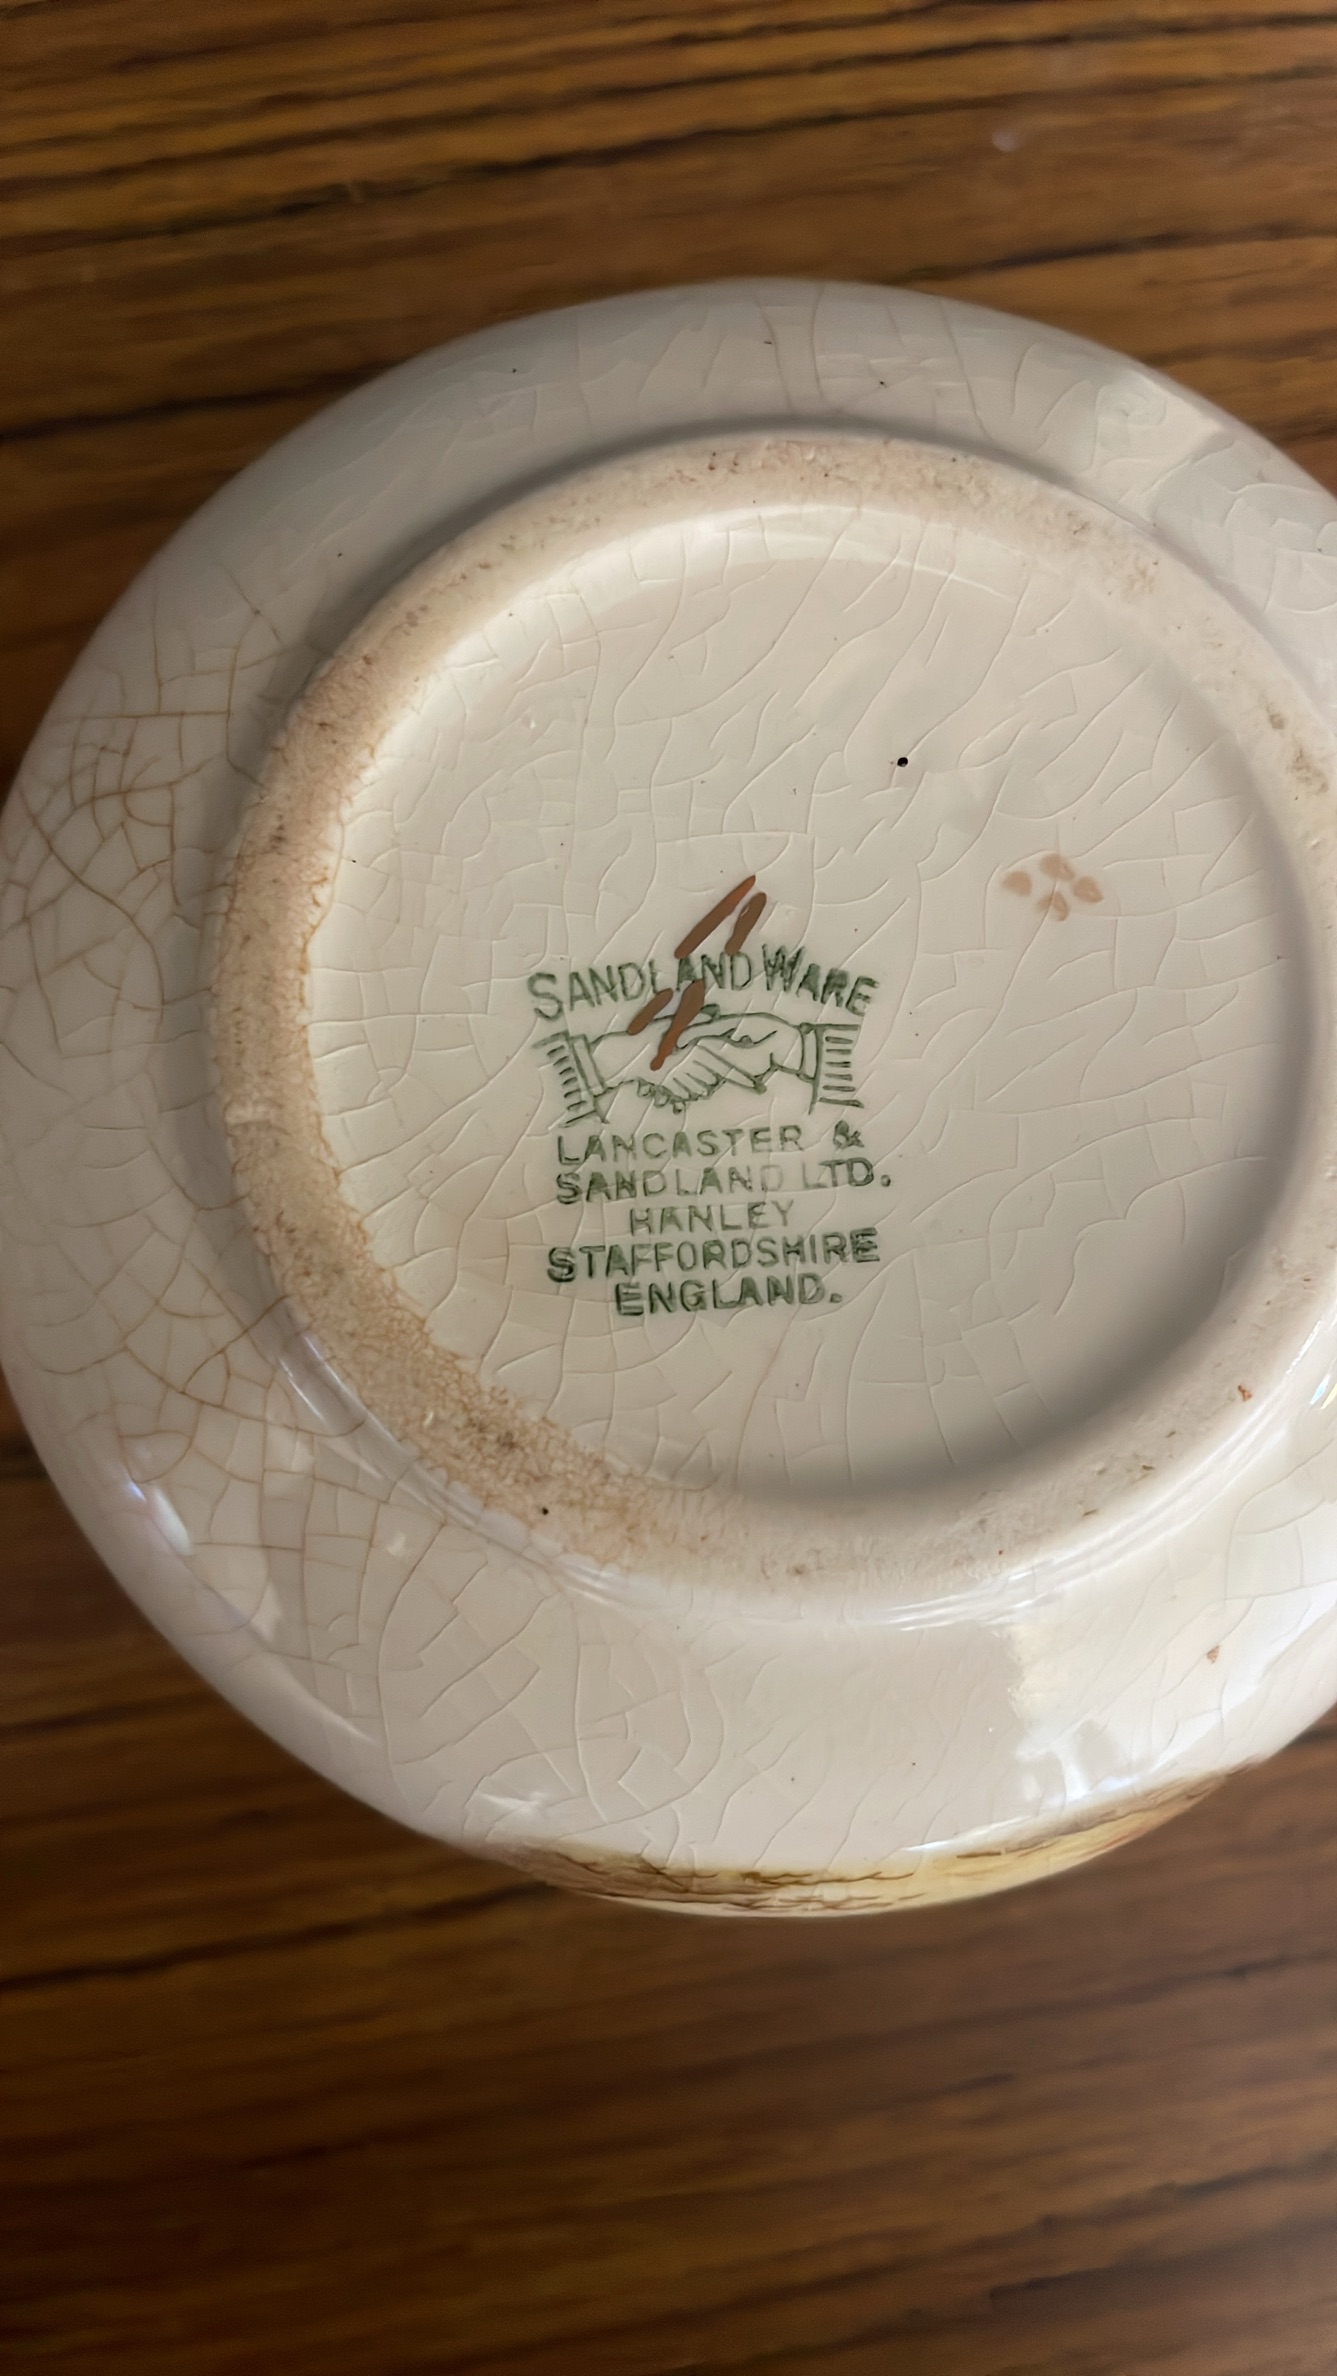 SANDLAND WARE
LANCASTER &
SANDLAND LTD.
HANLEY
STAFFORDSHIRE
ENGLAND.